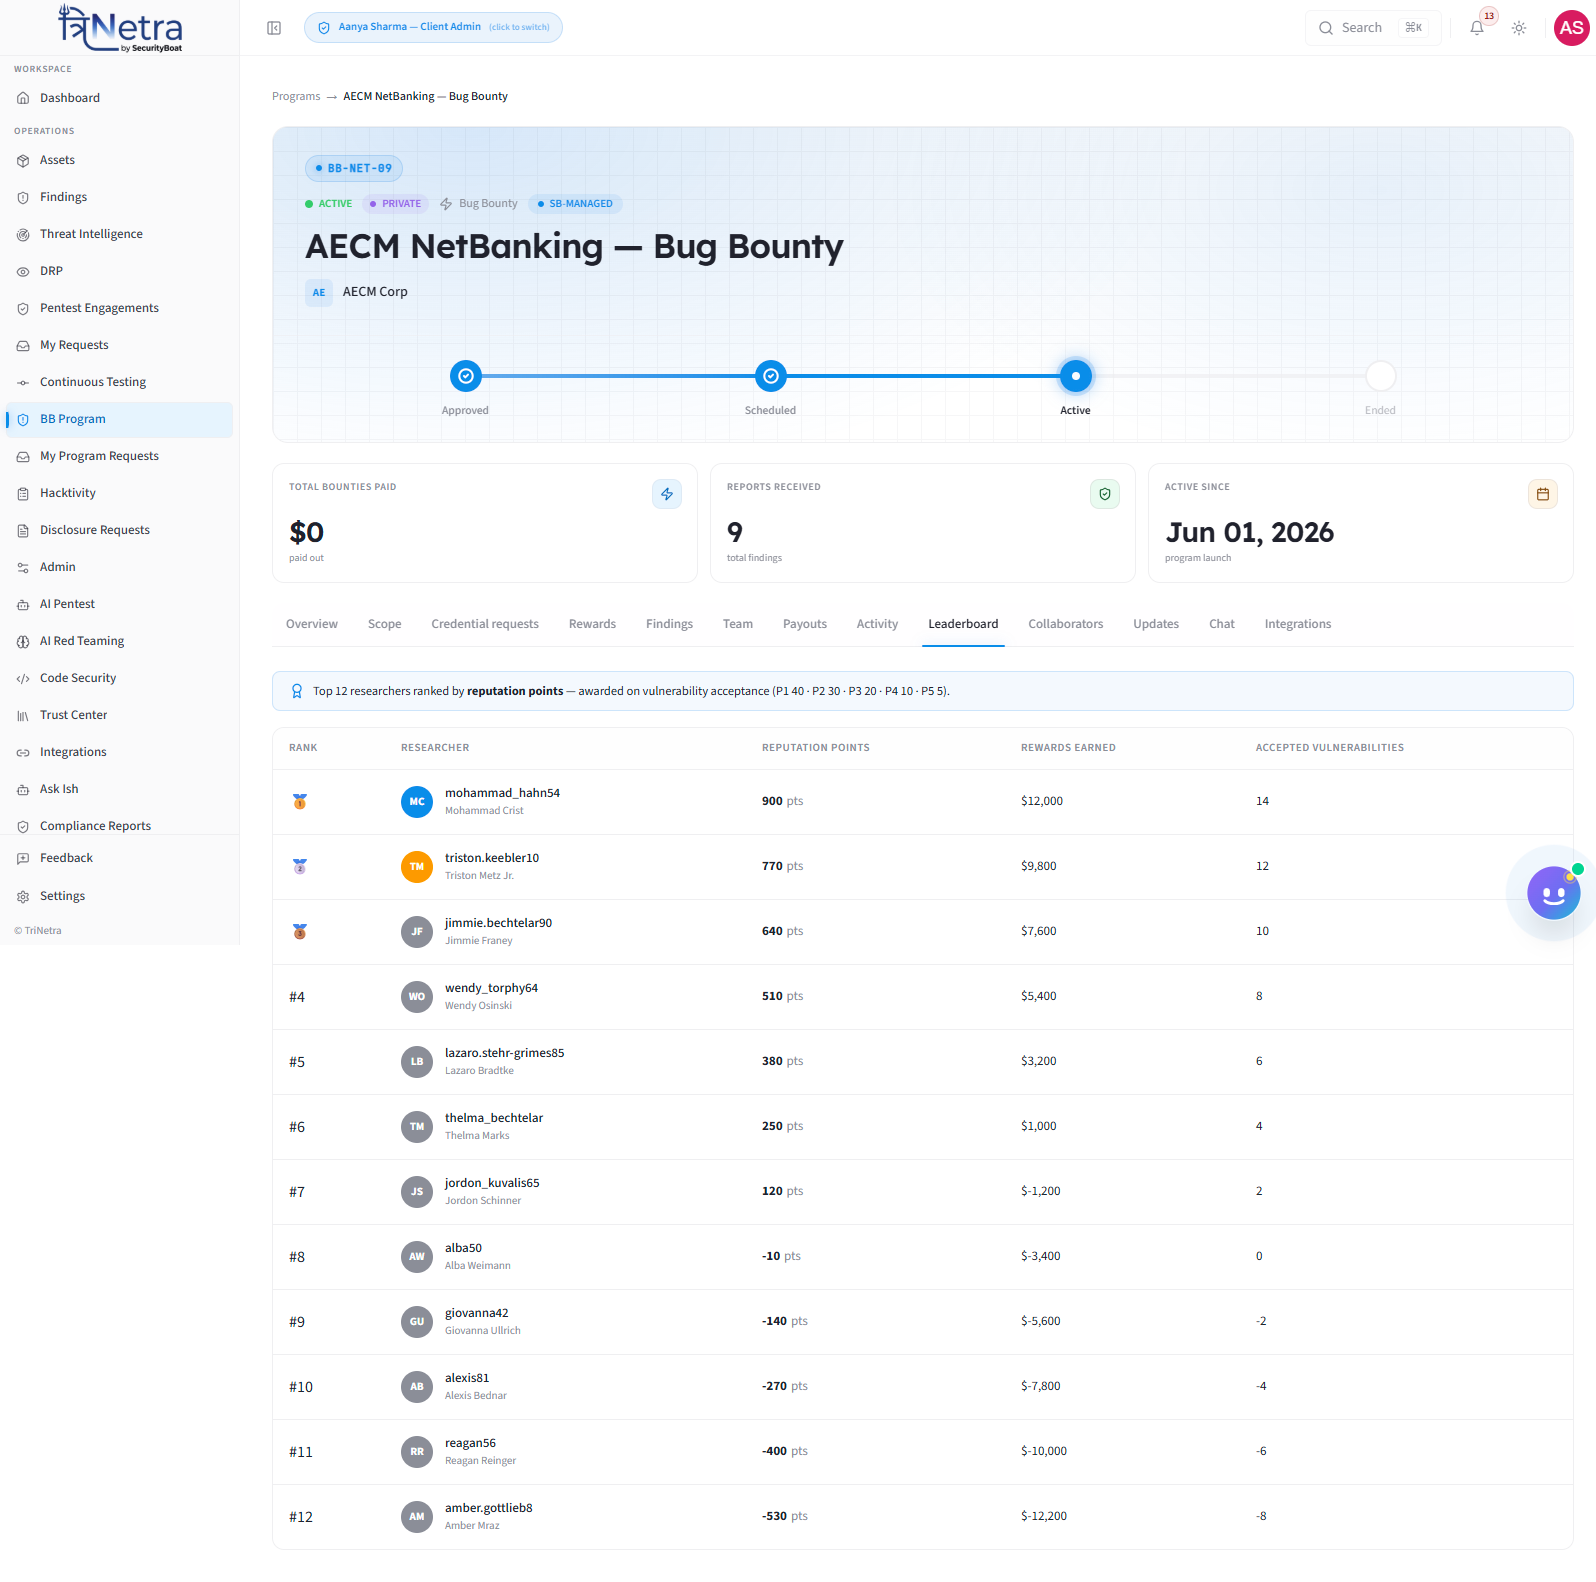 त्रिNetra
by SecurityBoat
Aanya Sharma — Client Admin (click to switch)
Search ⌘K
13
AS
WORKSPACE
Dashboard
OPERATIONS
Assets
Findings
Threat Intelligence
DRP
Pentest Engagements
My Requests
Continuous Testing
BB Program
My Program Requests
Hacktivity
Disclosure Requests
Admin
AI Pentest
AI Red Teaming
Code Security
Trust Center
Integrations
Ask Ish
Compliance Reports
Feedback
Settings
© TriNetra
Programs → AECM NetBanking — Bug Bounty
BB-NET-09
ACTIVE PRIVATE Bug Bounty SB-MANAGED
AECM NetBanking — Bug Bounty
AE AECM Corp
Approved Scheduled Active Ended
TOTAL BOUNTIES PAID
$0
paid out
REPORTS RECEIVED
9
total findings
ACTIVE SINCE
Jun 01, 2026
program launch
Overview Scope Credential requests Rewards Findings Team Payouts Activity Leaderboard Collaborators Updates Chat Integrations
Top 12 researchers ranked by reputation points — awarded on vulnerability acceptance (P1 40 · P2 30 · P3 20 · P4 10 · P5 5).
RANK RESEARCHER REPUTATION POINTS REWARDS EARNED ACCEPTED VULNERABILITIES
1 MC mohammad_hahn54 900 pts $12,000 14
Mohammad Crist
2 TM triston.keebler10 770 pts $9,800 12
Triston Metz Jr.
3 JF jimmie.bechtelar90 640 pts $7,600 10
Jimmie Franey
#4 WO wendy_torphy64 510 pts $5,400 8
Wendy Osinski
#5 LB lazaro.stehr-grimes85 380 pts $3,200 6
Lazaro Bradtke
#6 TM thelma_bechtelar 250 pts $1,000 4
Thelma Marks
#7 JS jordon_kuvalis65 120 pts $-1,200 2
Jordon Schinner
#8 AW alba50 -10 pts $-3,400 0
Alba Weimann
#9 GU giovanna42 -140 pts $-5,600 -2
Giovanna Ullrich
#10 AB alexis81 -270 pts $-7,800 -4
Alexis Bednar
#11 RR reagan56 -400 pts $-10,000 -6
Reagan Reinger
#12 AM amber.gottlieb8 -530 pts $-12,200 -8
Amber Mraz